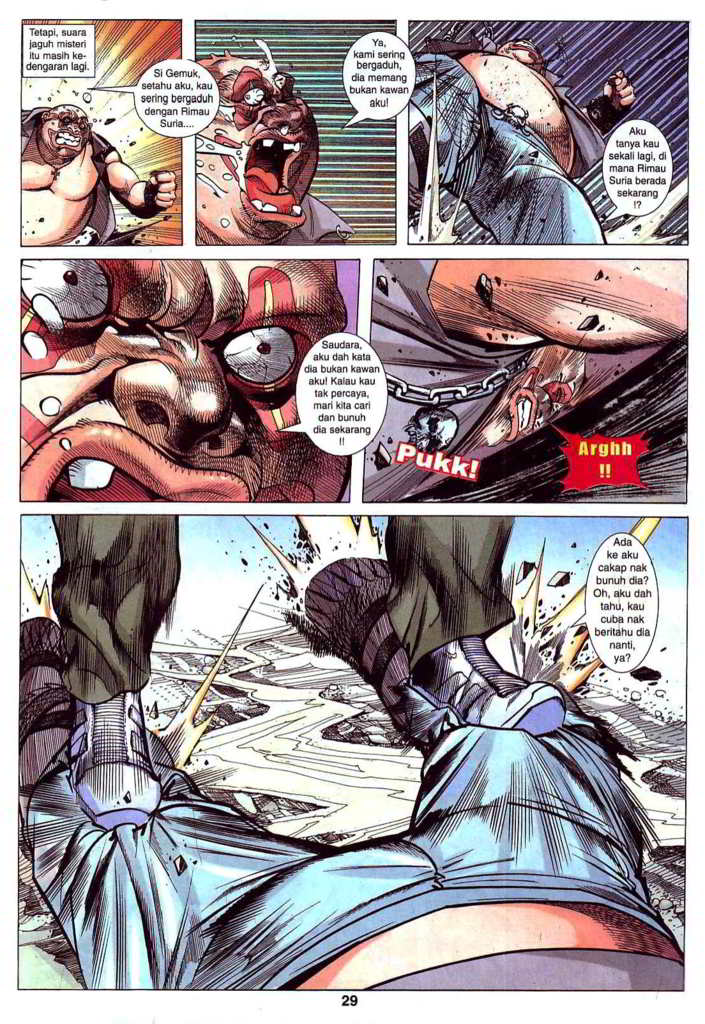 Tetapi, suara
jaguh misteri
itu masih ke-
dengaran lagi.
Si Gemuk,
setahu aku, kau
sering bergaduh
dengan Rimau
Suria....
Ya,
kami sering
bergaduh,
dia memang
bukan kawan
aku!
Aku
tanya kau
sekali lagi, di
mana Rimau
Suria berada
sekarang
!?
Saudara,
aku dah kata
dia bukan kawan
aku! Kalau kau
tak percaya,
mari kita cari
dan bunuh
dia sekarang
!!
Pukk!
Arghh
!!
Ada
ke aku
cakap nak
bunuh dia?
Oh, aku dah
tahu, kau
cuba nak
beritahu dia
nanti,
ya?
29